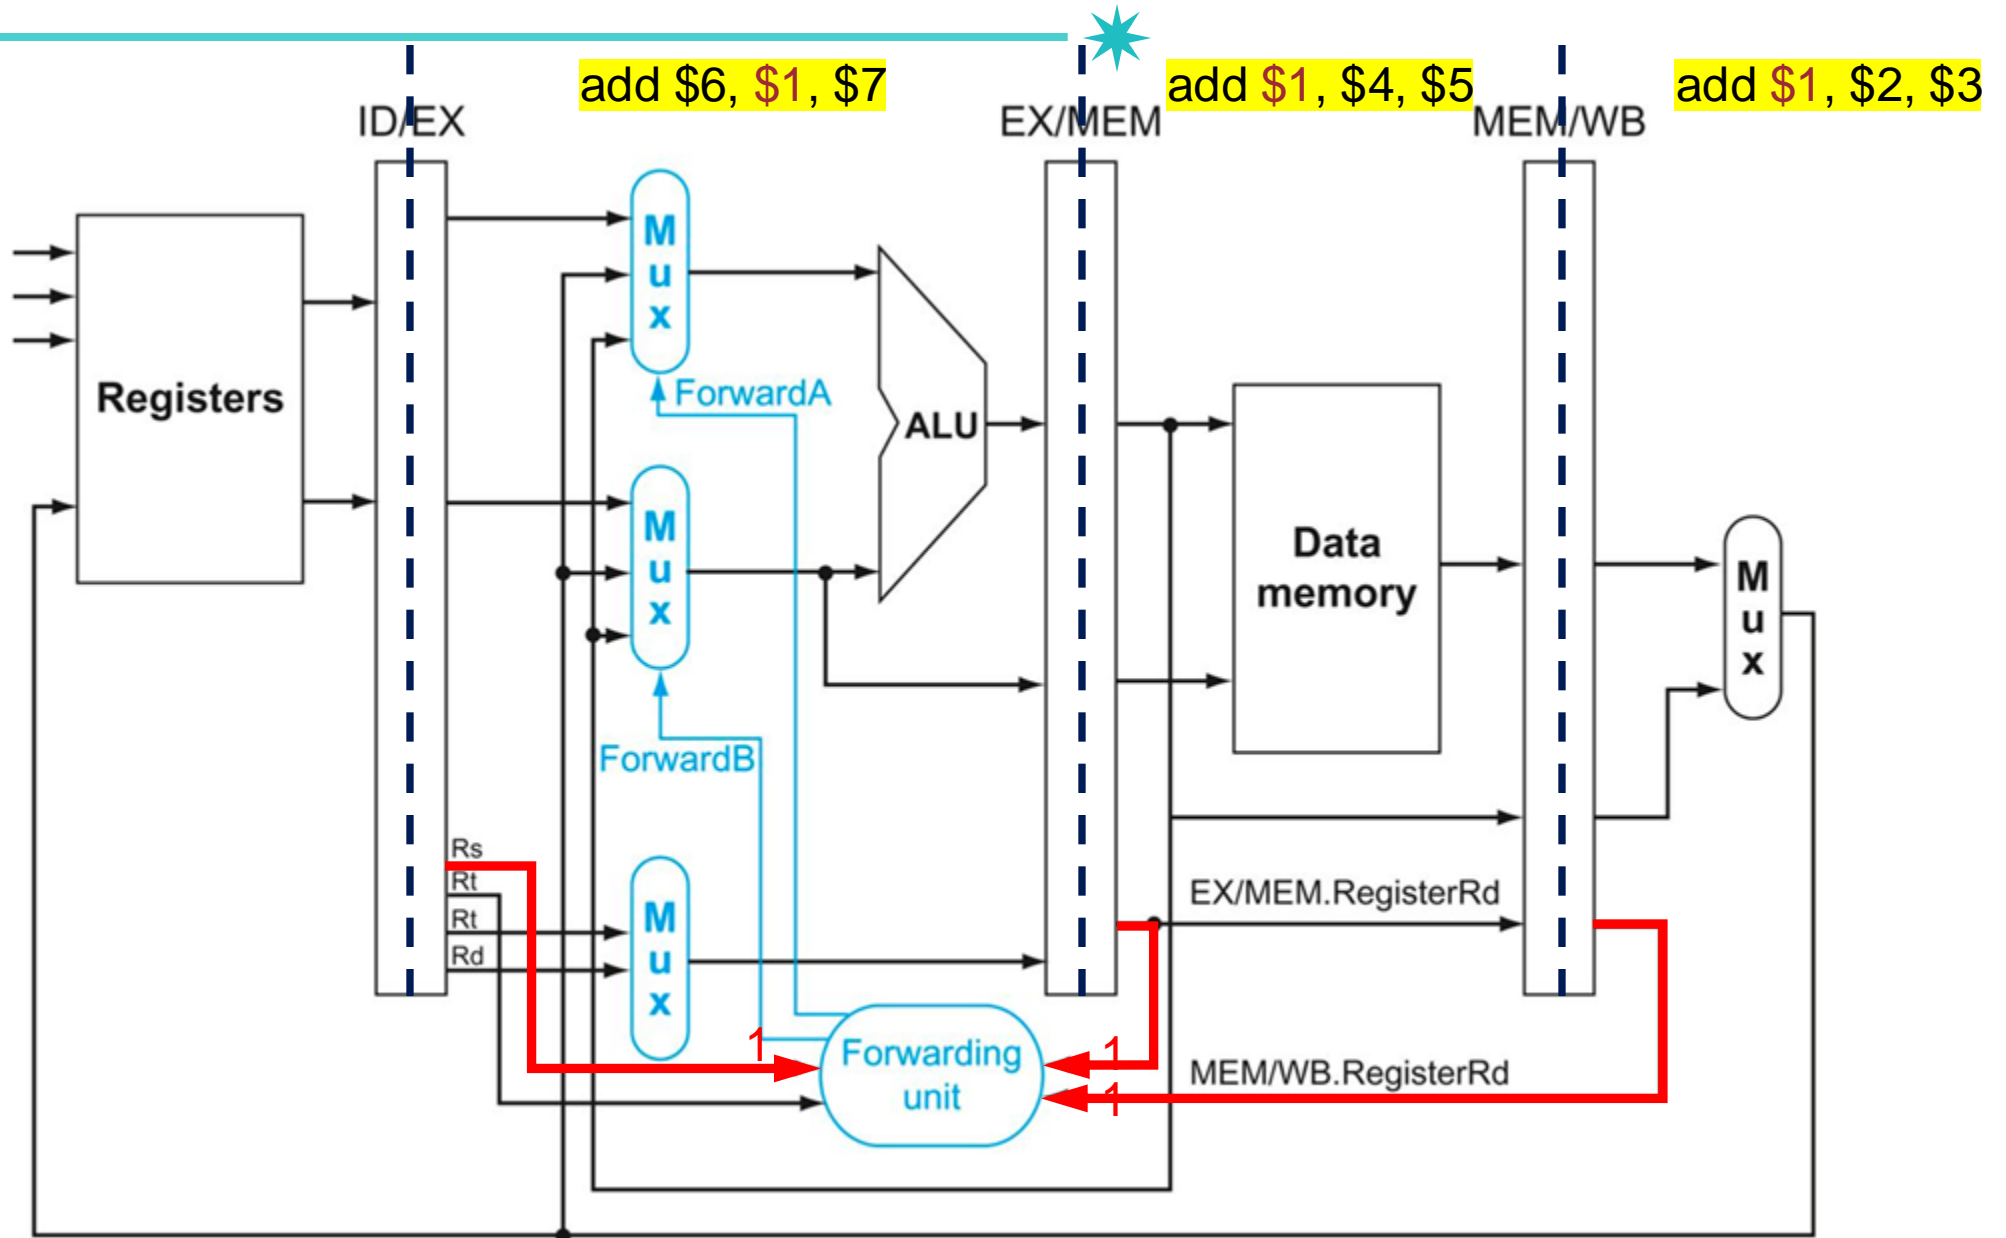 add $6, $1, $7
add $1, $4, $5
add $1, $2, $3
ID/EX
EX/MEM
MEM/WB
M
u
x
Registers
ForwardA
ALU
M
u
x
Data
memory
M
u
x
ForwardB
Rs
Rt
Rt
Rd
M
u
x
EX/MEM.RegisterRd
1
1
Forwarding
unit
MEM/WB.RegisterRd
1